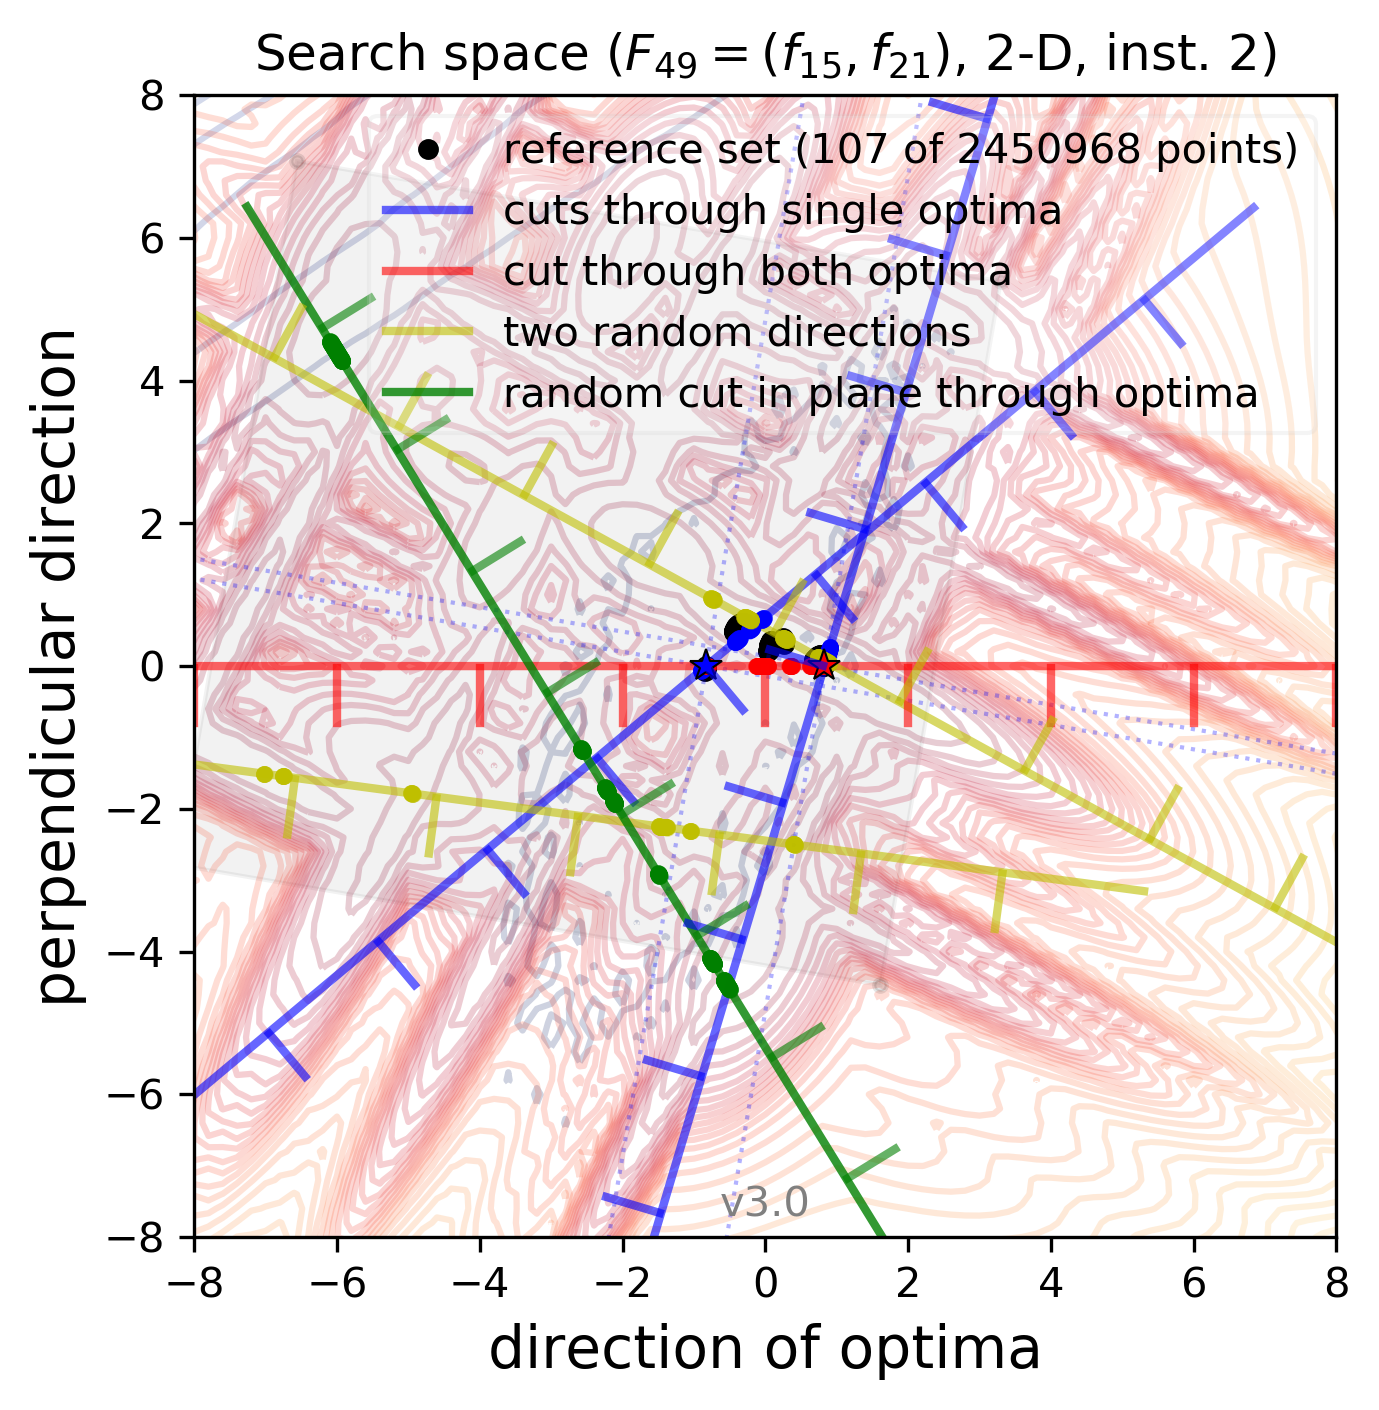 Search space (F₄₉ = (f₁₅, f₂₁), 2-D, inst. 2)
reference set (107 of 2450968 points)
cuts through single optima
cut through both optima
two random directions
random cut in plane through optima
perpendicular direction
8
6
4
2
0
−2
−4
−6
−8
v3.0
−8 −6 −4 −2 0 2 4 6 8
direction of optima